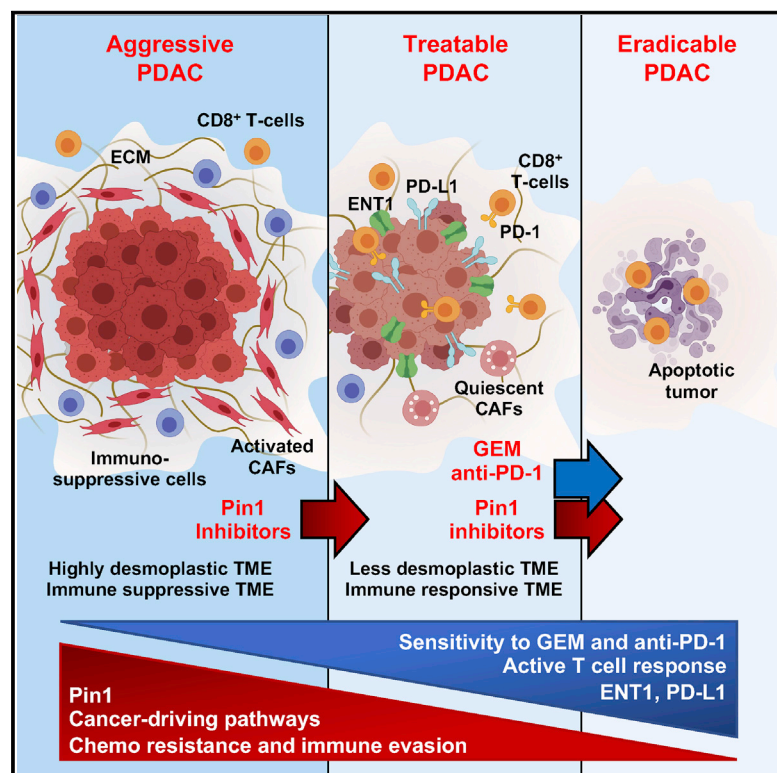 Aggressive
PDAC
CD8⁺ T-cells
ECM
Immuno-
suppressive cells
Activated
CAFs
Pin1
Inhibitors
Highly desmoplastic TME
Immune suppressive TME
Treatable
PDAC
CD8⁺
T-cells
PD-L1
ENT1
PD-1
Quiescent
CAFs
GEM
anti-PD-1
Pin1
inhibitors
Less desmoplastic TME
Immune responsive TME
Eradicable
PDAC
Apoptotic
tumor
Sensitivity to GEM and anti-PD-1
Active T cell response
ENT1, PD-L1
Pin1
Cancer-driving pathways
Chemo resistance and immune evasion